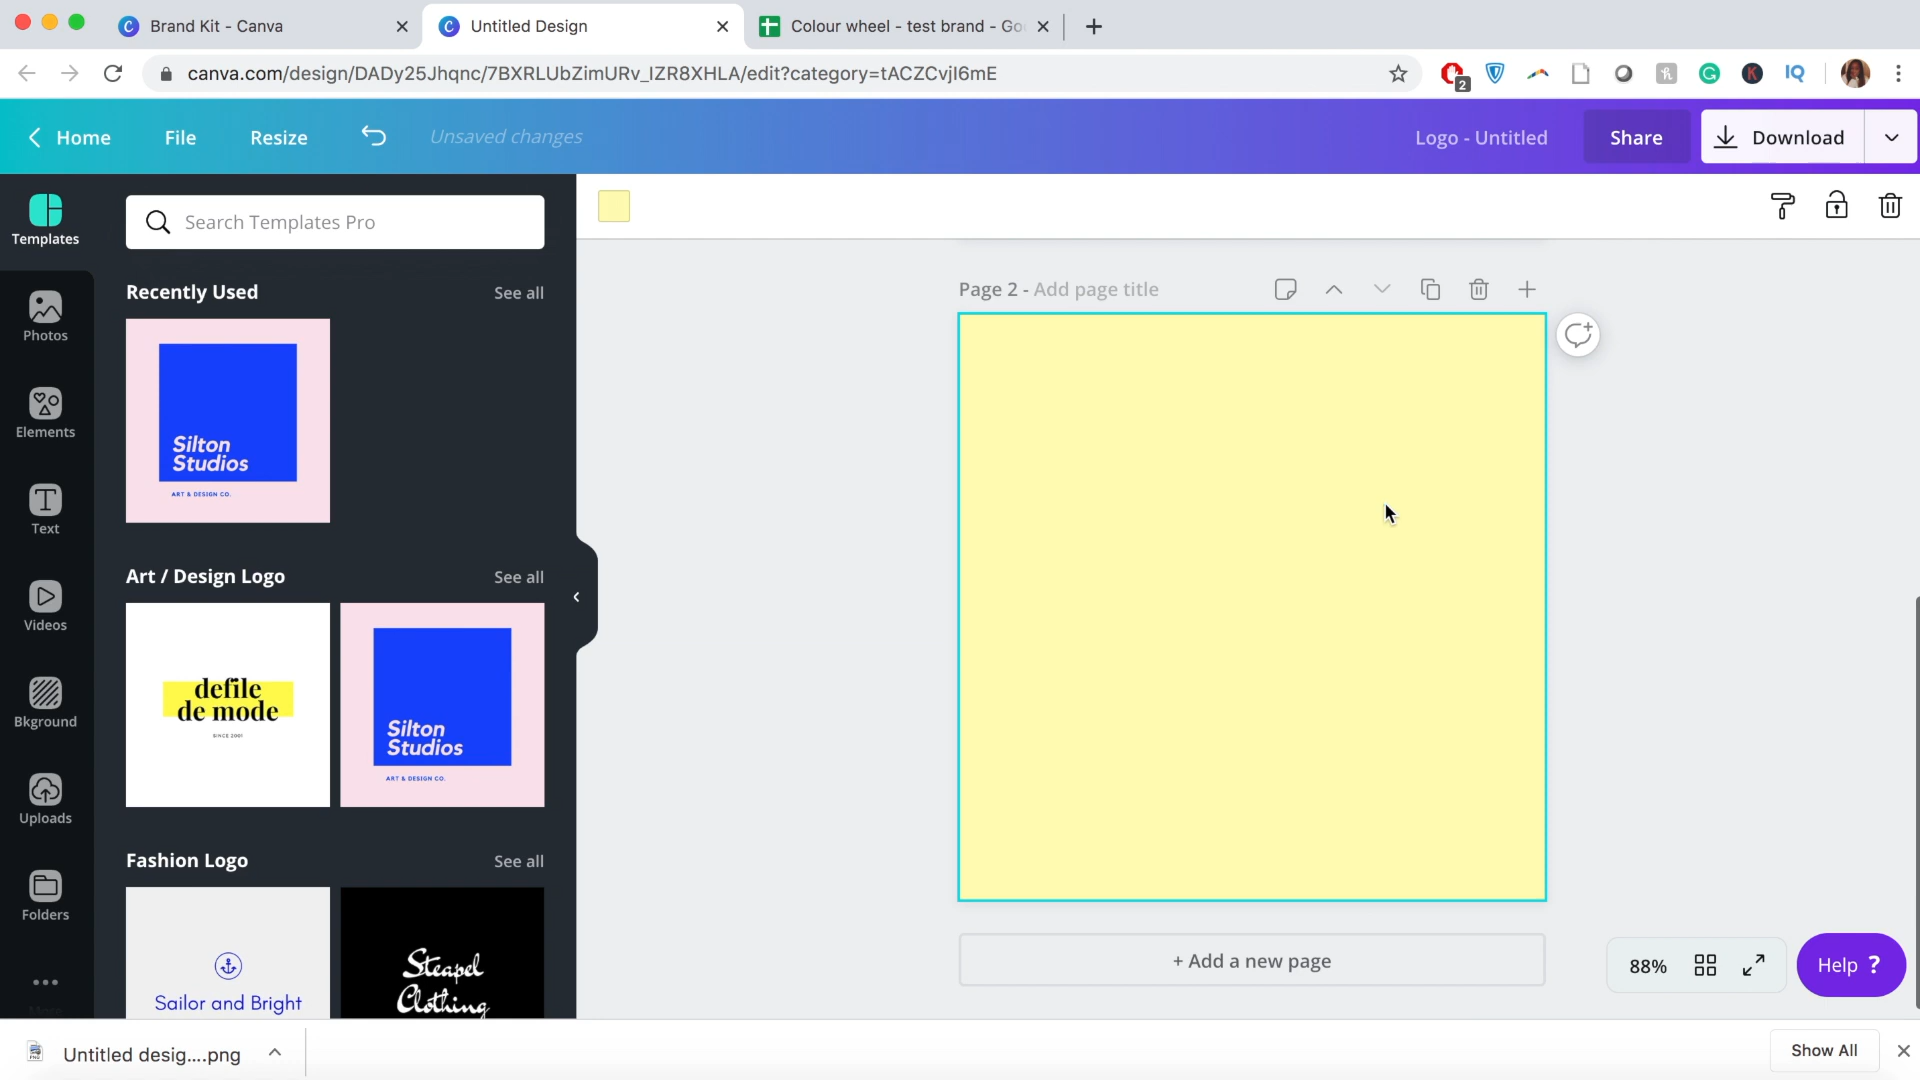 Brand Kit - Canva
Untitled Design
Colour wheel - test brand - Go
canva.com/design/DADy25Jhqnc/7BXRLUbZimURv_IZR8XHLA/edit?category=tACZCvjI6mE
2
Home
File
Resize
Unsaved changes
Logo - Untitled
Share
Download
Templates
Photos
Elements
Text
Videos
Bkground
Uploads
Folders
Search Templates Pro
Recently Used
See all
Silton
Studios
ART & DESIGN CO.
Art / Design Logo
See all
defile
de mode
SINCE 2001
Silton
Studios
ART & DESIGN CO.
Fashion Logo
See all
Sailor and Bright
Steapel
Clothing
Page 2 - Add page title
+ Add a new page
88%
Help ?
Untitled desig....png
Show All